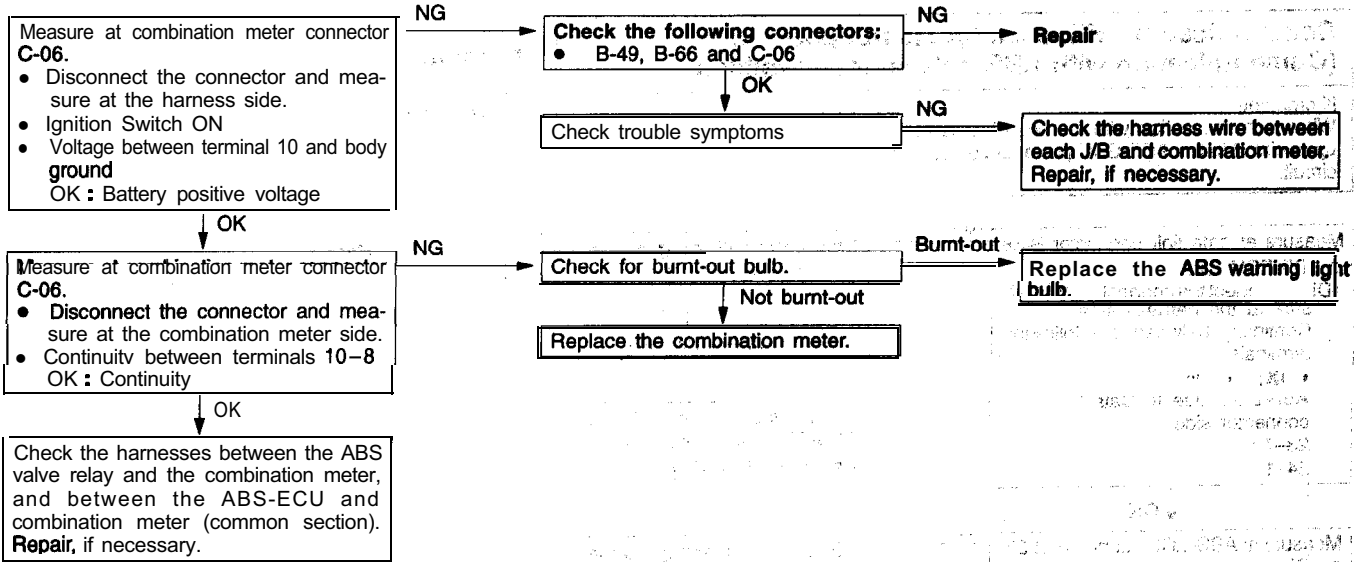 Measure at combination meter connector
C-06.
• Disconnect the connector and mea-
sure at the harness side.
• Ignition Switch ON
• Voltage between terminal 10 and body
ground
OK : Battery positive voltage
NG
Check the following connectors:
• B-49, B-66 and C-06
NG
Repair
OK
Check trouble symptoms
NG
Check the harness wire between
each J/B and combination meter.
Repair, if necessary.
OK
Measure at combination meter connector
C-06.
• Disconnect the connector and mea-
sure at the combination meter side.
• Continuity between terminals 10–8
OK : Continuity
NG
Check for burnt-out bulb.
Burnt-out
Replace the ABS warning light
bulb.
Not burnt-out
Replace the combination meter.
OK
Check the harnesses between the ABS
valve relay and the combination meter,
and between the ABS-ECU and
combination meter (common section).
Repair, if necessary.